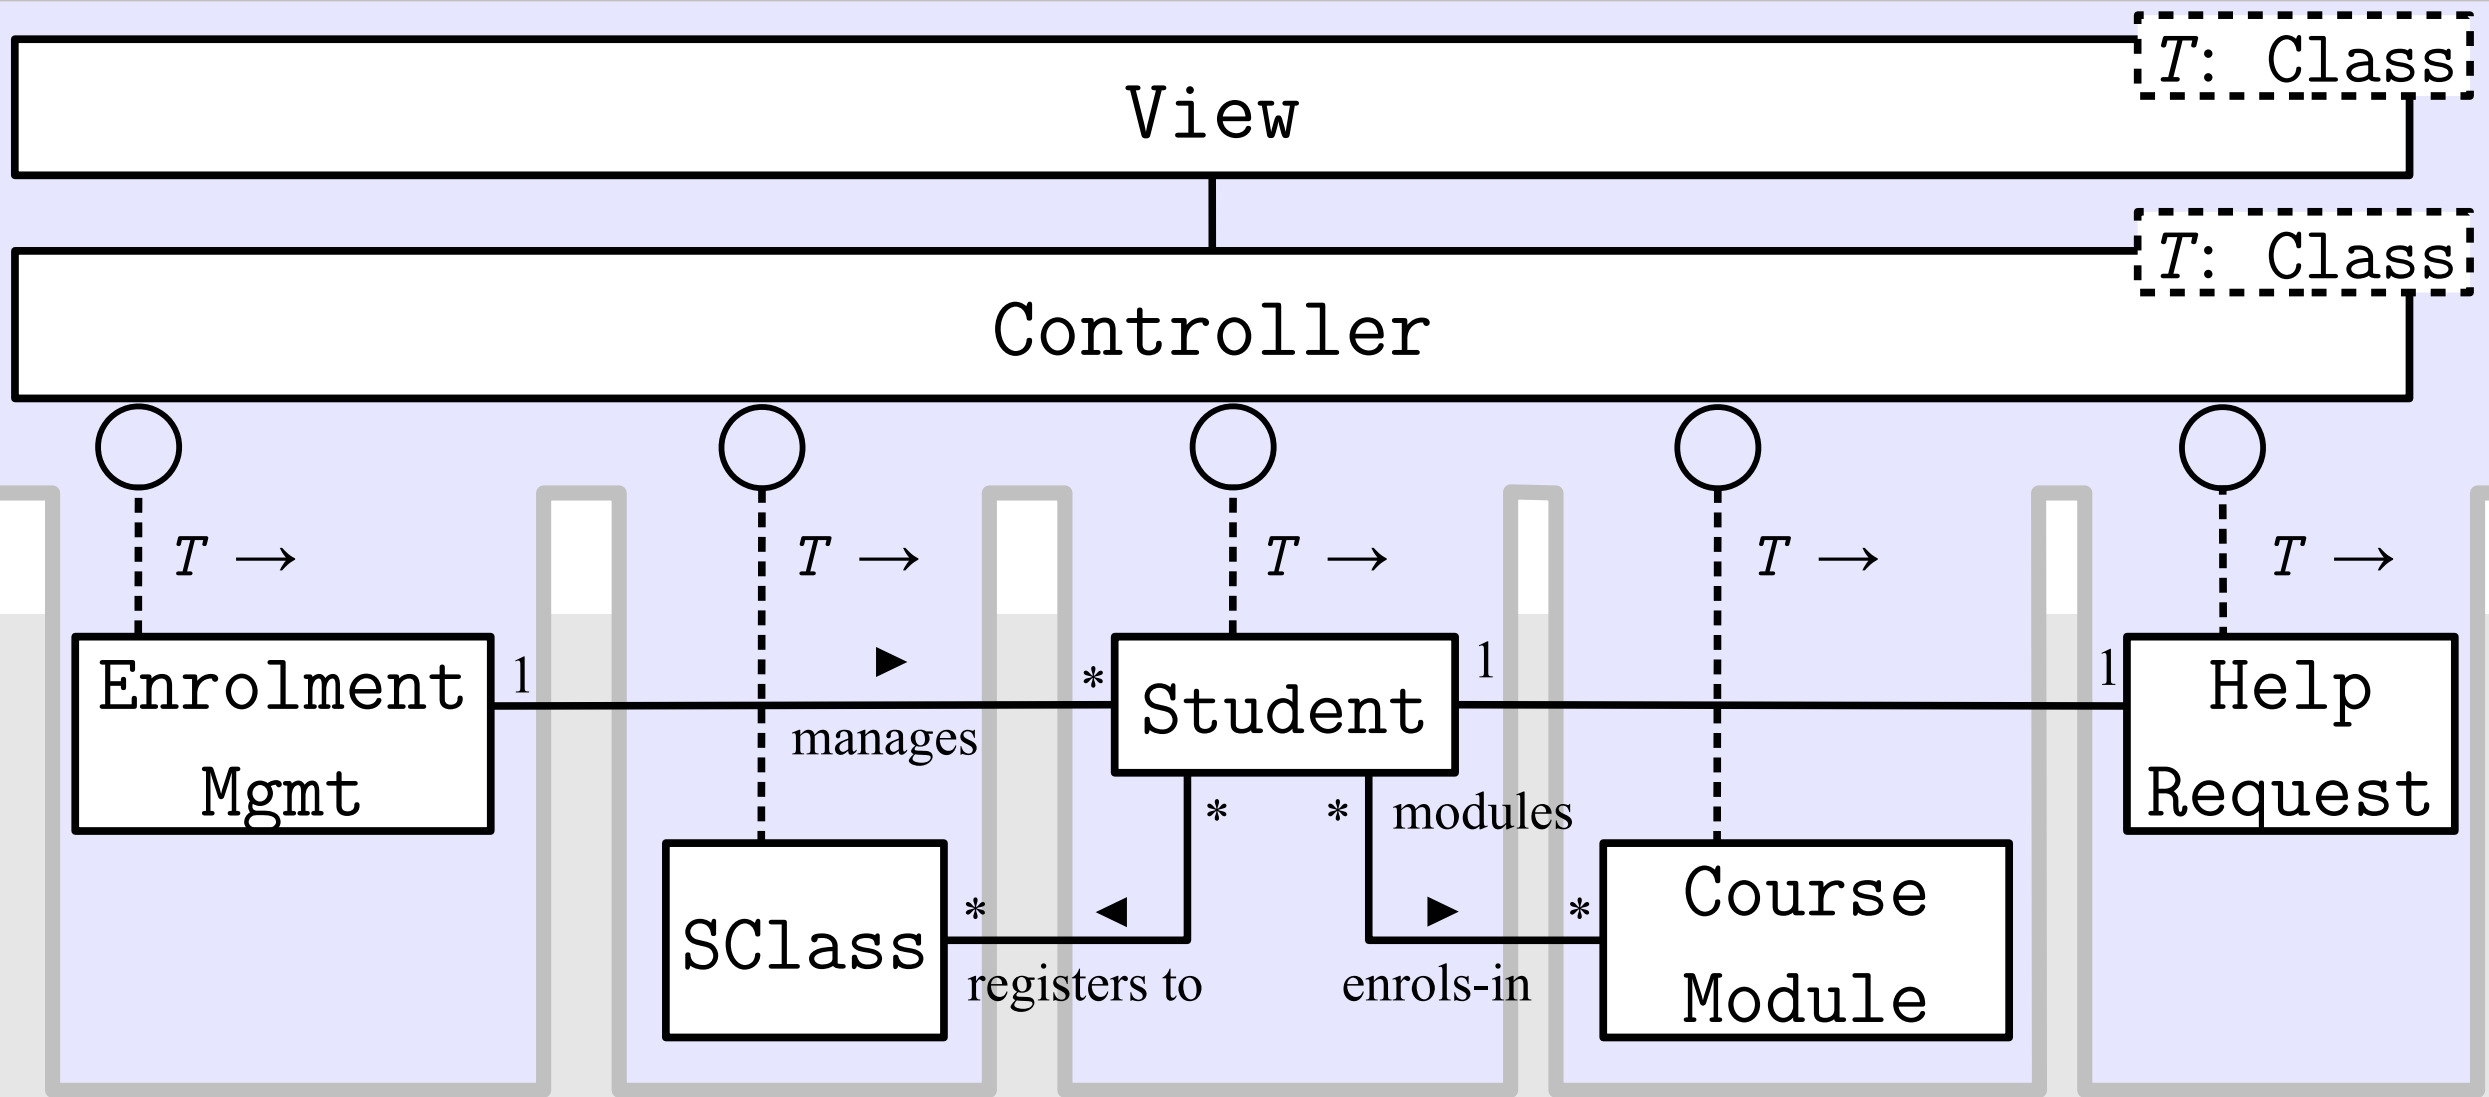 T: Class
View
T: Class
Controller
T → T → T → T → T →
Enrolment
Mgmt
1
manages
*
Student
1
1
Help
Request
*
*
modules
SClass
*
registers to
enrols-in
*
Course
Module